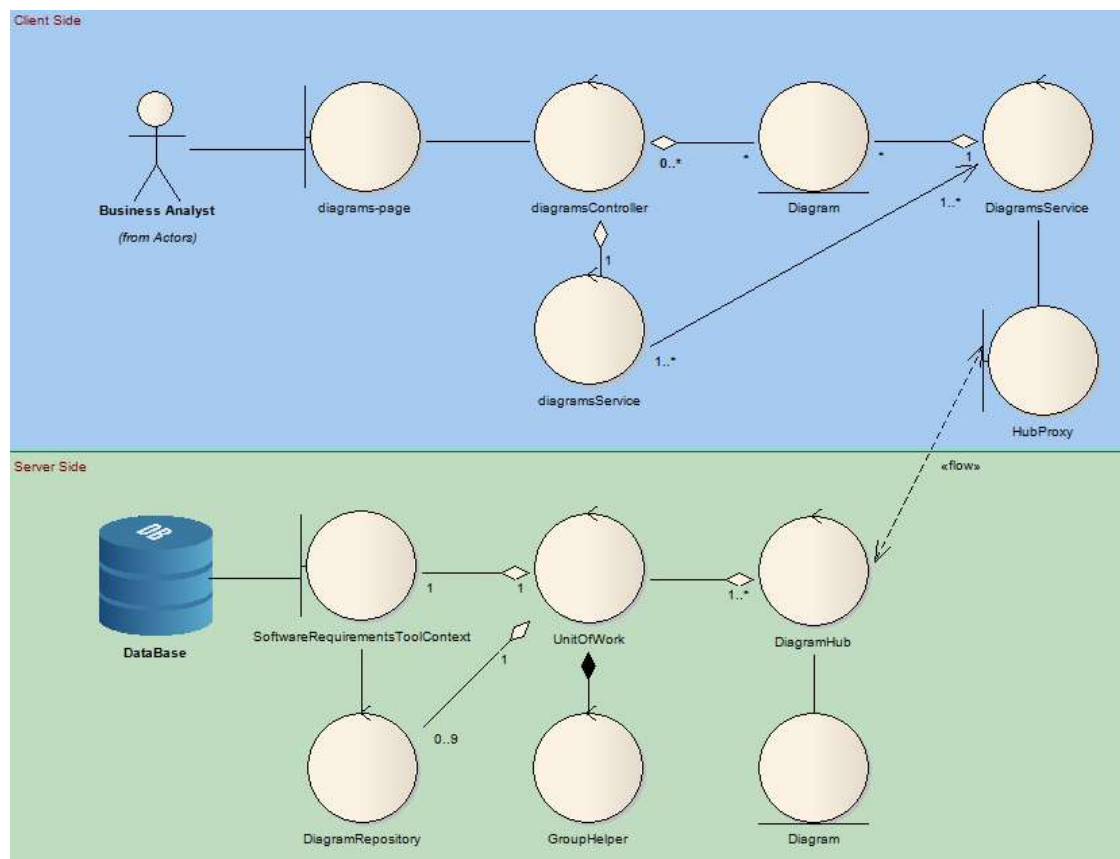 Client Side
Business Analyst
(from Actors)
diagrams-page
diagramsController
0..*
*
Diagram
*
1
DiagramsService
1..*
1
diagramsService
1..*
HubProxy
«flow»
Server Side
DB
DataBase
SoftwareRequirementsToolContext
1
1
UnitOfWork
1..*
DiagramHub
1
0..9
DiagramRepository
GroupHelper
Diagram